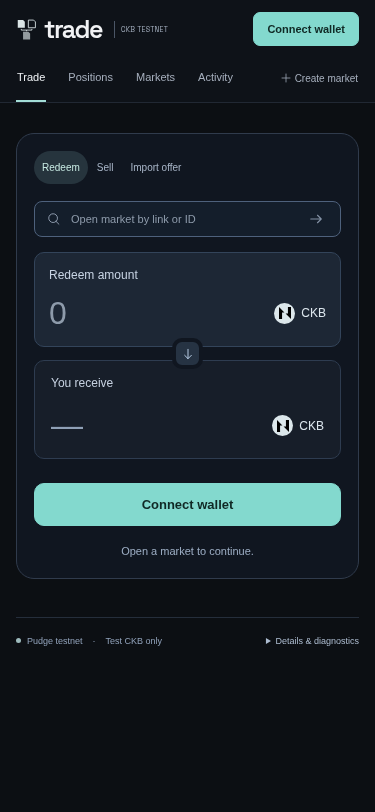 trade CKB TESTNET Connect wallet
Trade Positions Markets Activity Create market
Redeem Sell Import offer
Open market by link or ID
Redeem amount
0 CKB
You receive
— CKB
Connect wallet
Open a market to continue.
Pudge testnet · Test CKB only Details & diagnostics